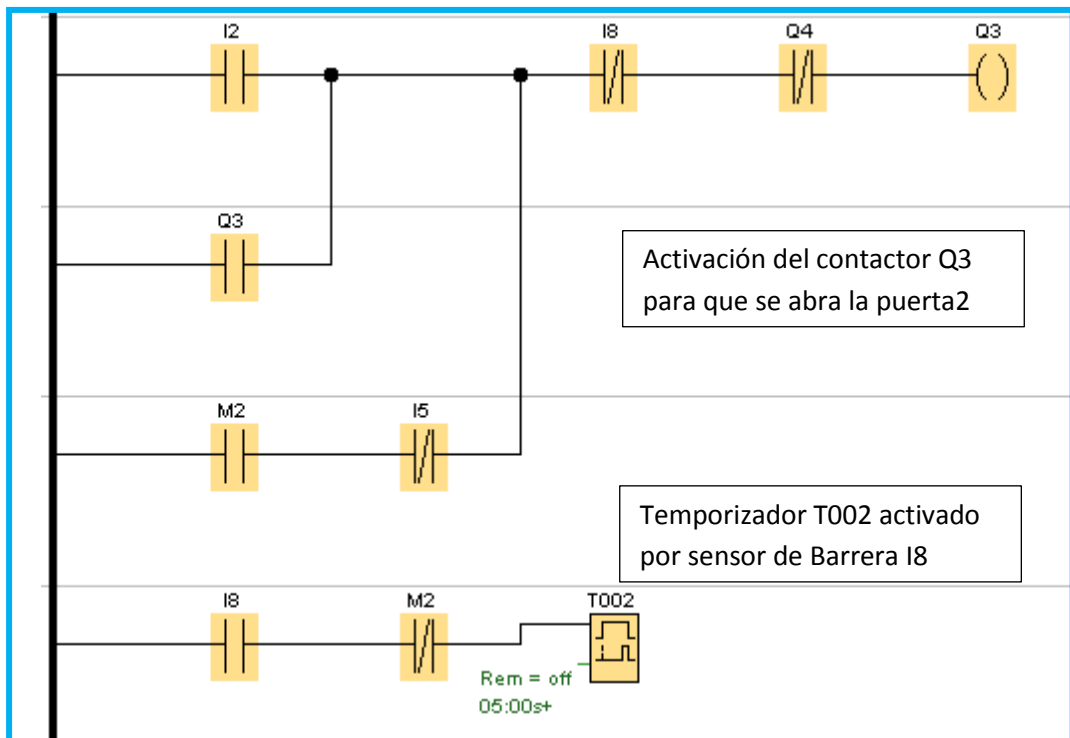 I2 I8 Q4 Q3
Q3
Activación del contactor Q3
para que se abra la puerta2
M2 I5
Temporizador T002 activado
por sensor de Barrera I8
I8 M2 T002
Rem = off
05:00s+